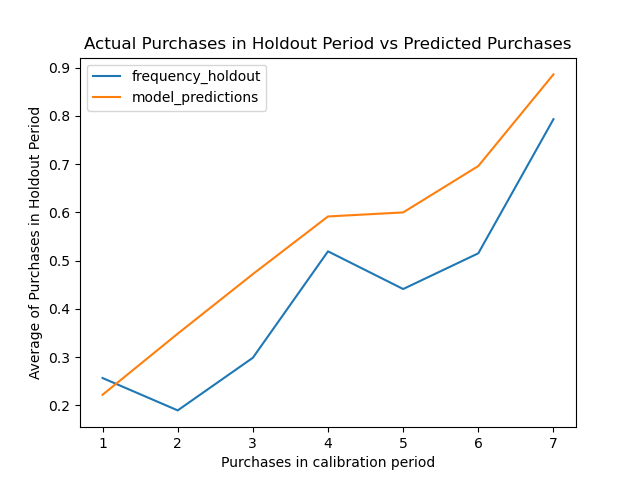 Actual Purchases in Holdout Period vs Predicted Purchases
frequency_holdout
model_predictions
Average of Purchases in Holdout Period
0.9
0.8
0.7
0.6
0.5
0.4
0.3
0.2
1 2 3 4 5 6 7
Purchases in calibration period